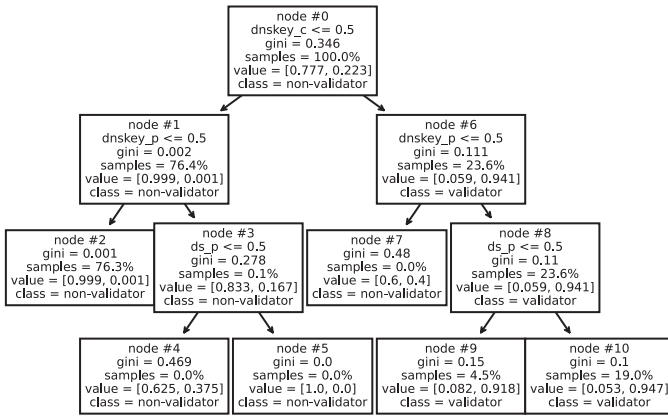 node #0
dnskey_c <= 0.5
gini = 0.346
samples = 100.0%
value = [0.777, 0.223]
class = non-validator
node #1
dnskey_p <= 0.5
gini = 0.002
samples = 76.4%
value = [0.999, 0.001]
class = non-validator
node #6
dnskey_p <= 0.5
gini = 0.111
samples = 23.6%
value = [0.059, 0.941]
class = validator
node #2
gini = 0.001
samples = 76.3%
value = [0.999, 0.001]
class = non-validator
node #3
ds_p <= 0.5
gini = 0.278
samples = 0.1%
value = [0.833, 0.167]
class = non-validator
node #7
gini = 0.48
samples = 0.0%
value = [0.6, 0.4]
class = non-validator
node #8
ds_p <= 0.5
gini = 0.11
samples = 23.6%
value = [0.059, 0.941]
class = validator
node #4
gini = 0.469
samples = 0.0%
value = [0.625, 0.375]
class = non-validator
node #5
gini = 0.0
samples = 0.0%
value = [1.0, 0.0]
class = non-validator
node #9
gini = 0.15
samples = 4.5%
value = [0.082, 0.918]
class = validator
node #10
gini = 0.1
samples = 19.0%
value = [0.053, 0.947]
class = validator